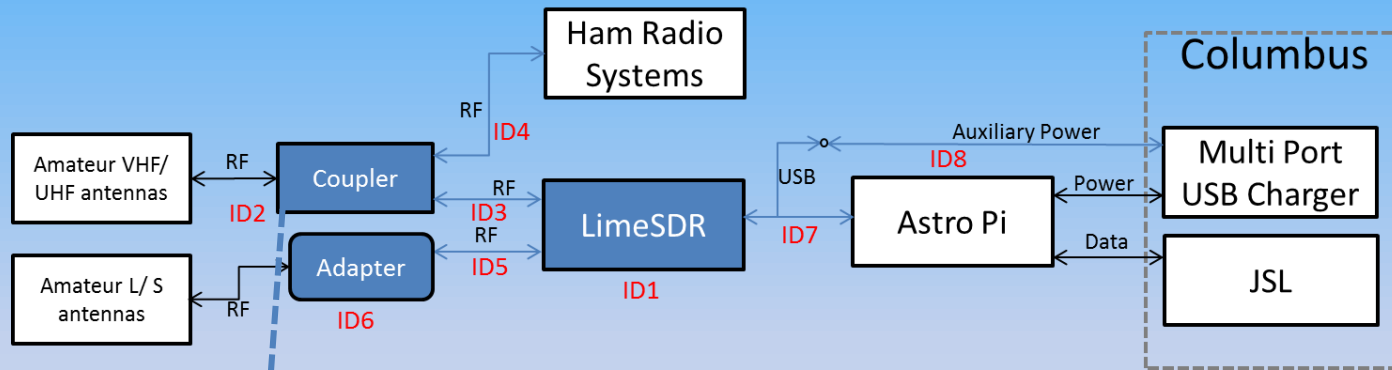 Ham Radio
Systems
Columbus
RF
ID4
Auxiliary Power
ID8
Amateur VHF/
UHF antennas
RF
ID2
Coupler
RF
ID3
RF
ID5
LimeSDR
ID1
USB
ID7
Astro Pi
Power
Data
Multi Port
USB Charger
JSL
Amateur L/ S
antennas
RF
Adapter
ID6